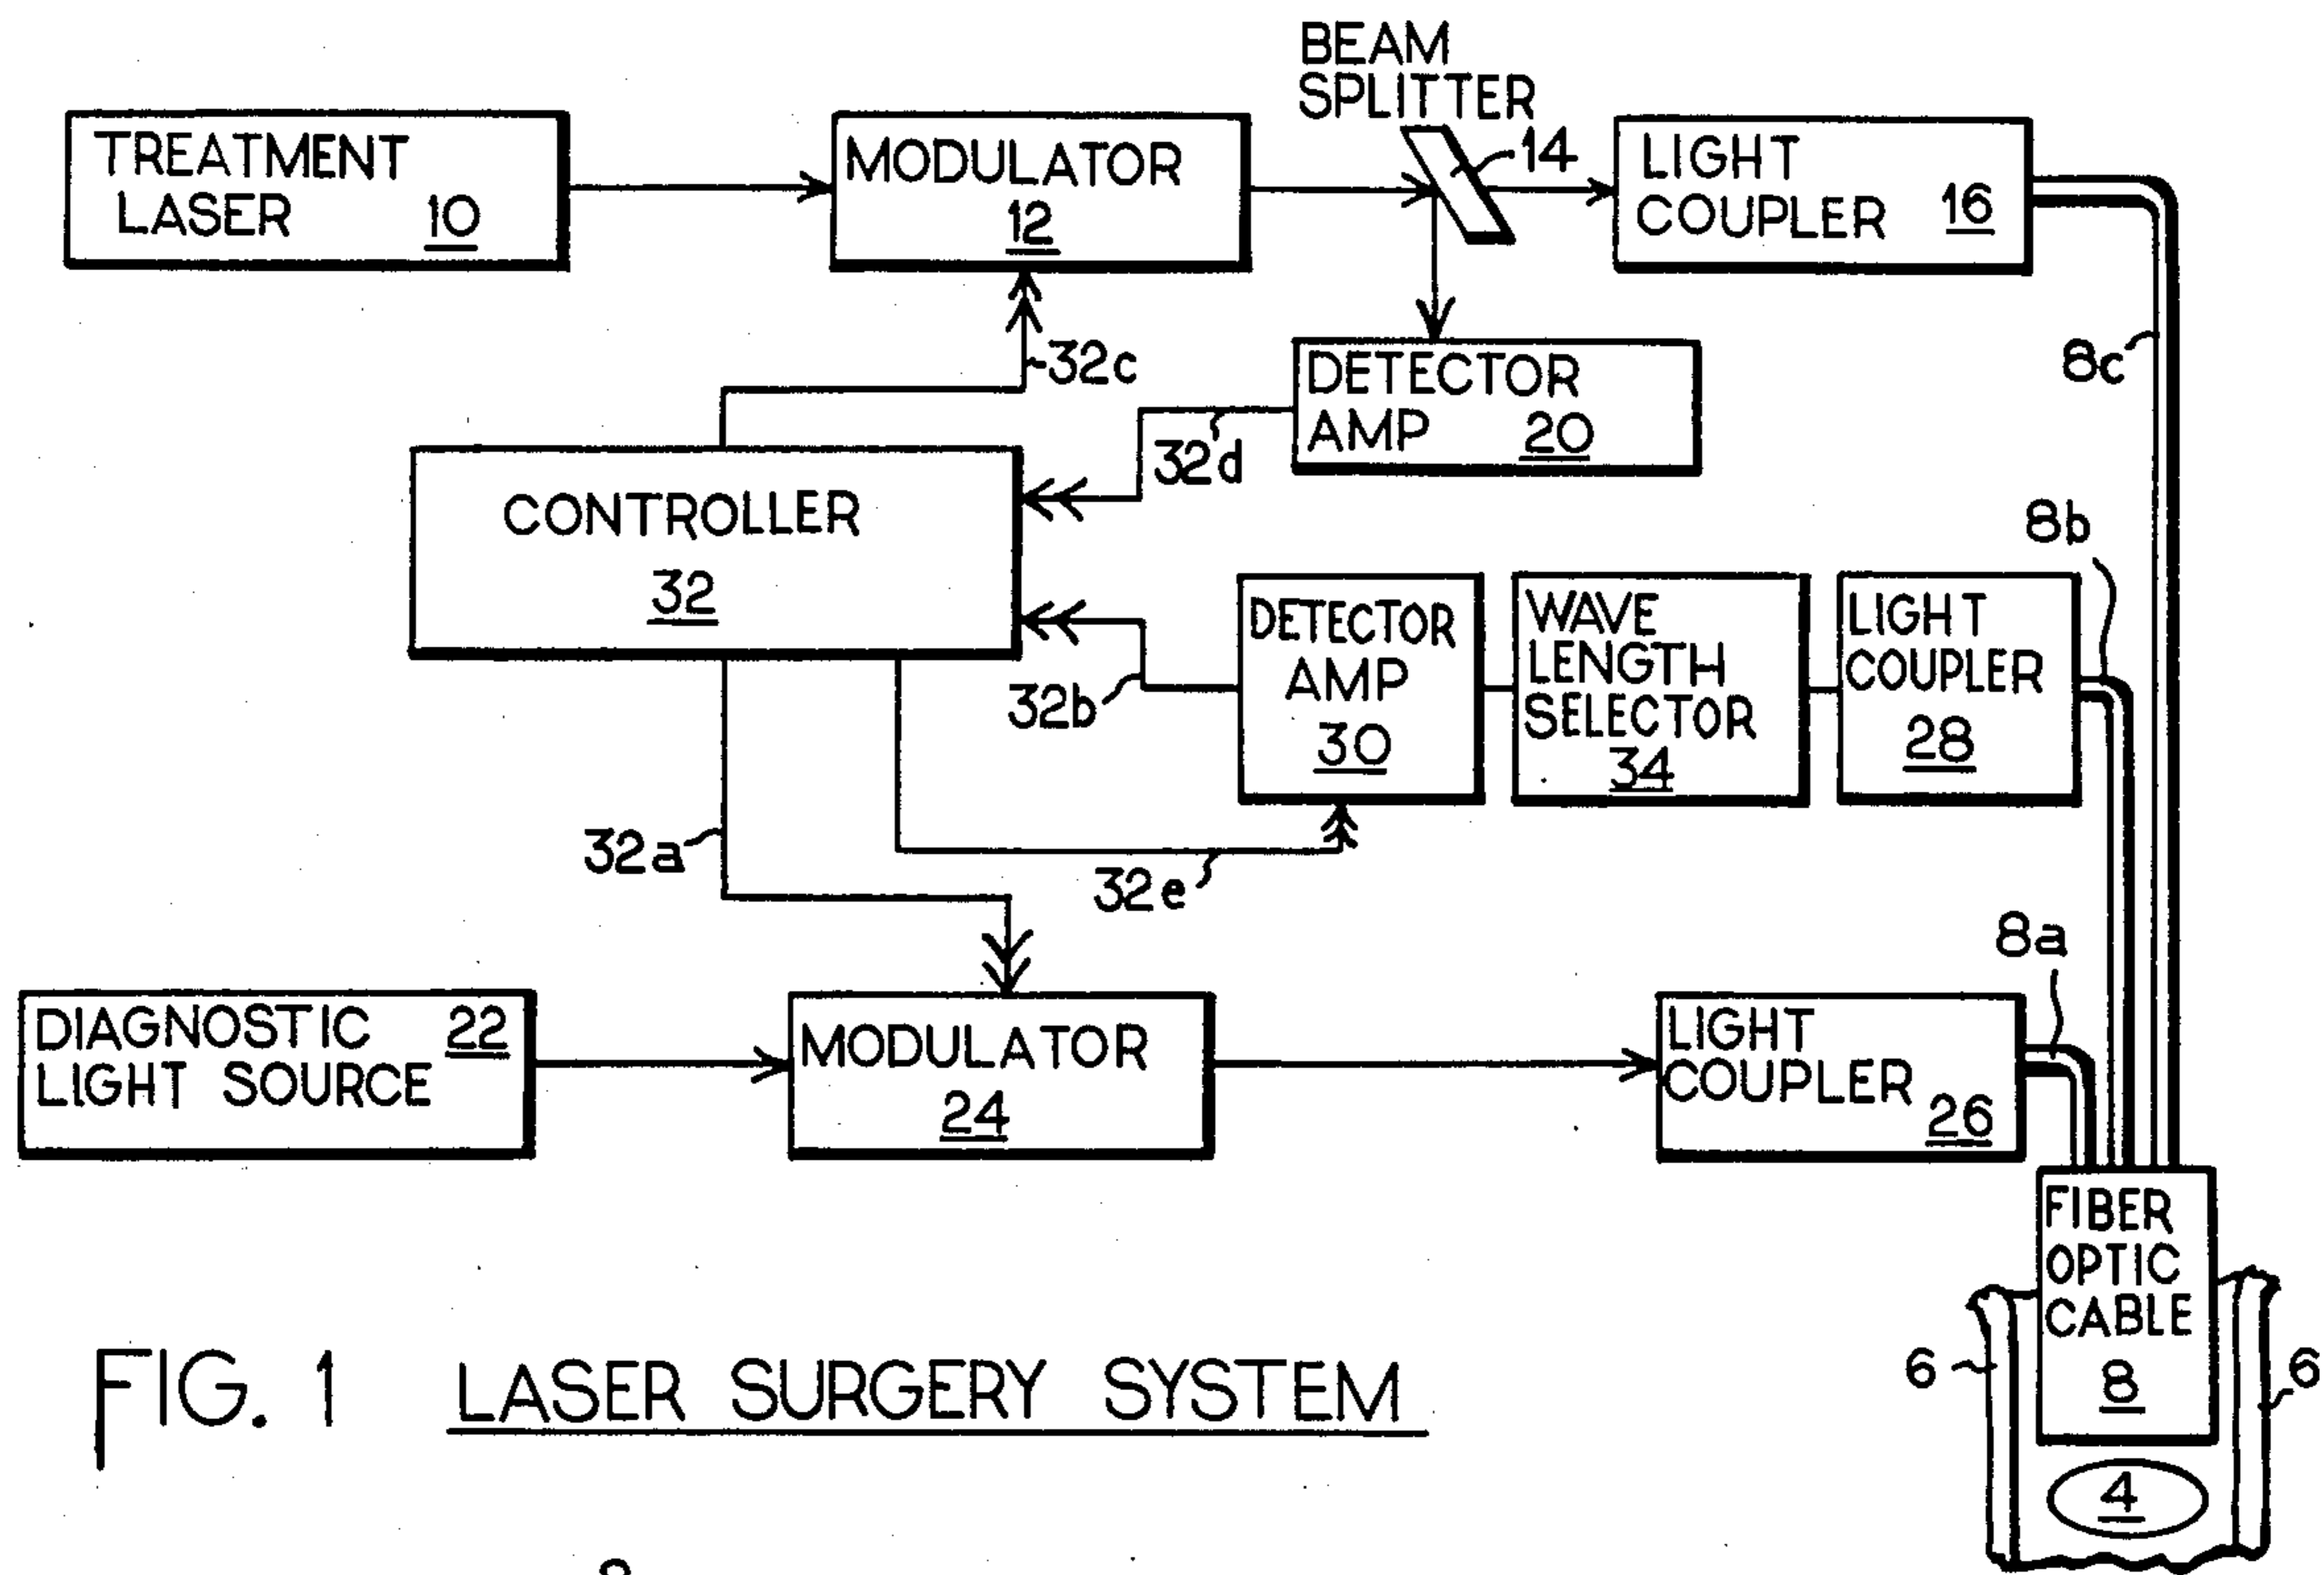 BEAM
SPLITTER
14
TREATMENT
LASER 10
MODULATOR
12
LIGHT
COUPLER 16
32c
8c
DETECTOR
AMP 20
32d
CONTROLLER
32
8b
DETECTOR
AMP
30
WAVE
LENGTH
SELECTOR
34
LIGHT
COUPLER
28
32b
32a
32e
8a
DIAGNOSTIC 22
LIGHT SOURCE
MODULATOR
24
LIGHT
COUPLER
26
FIBER
OPTIC
CABLE
8
6
6
4
FIG. 1 LASER SURGERY SYSTEM